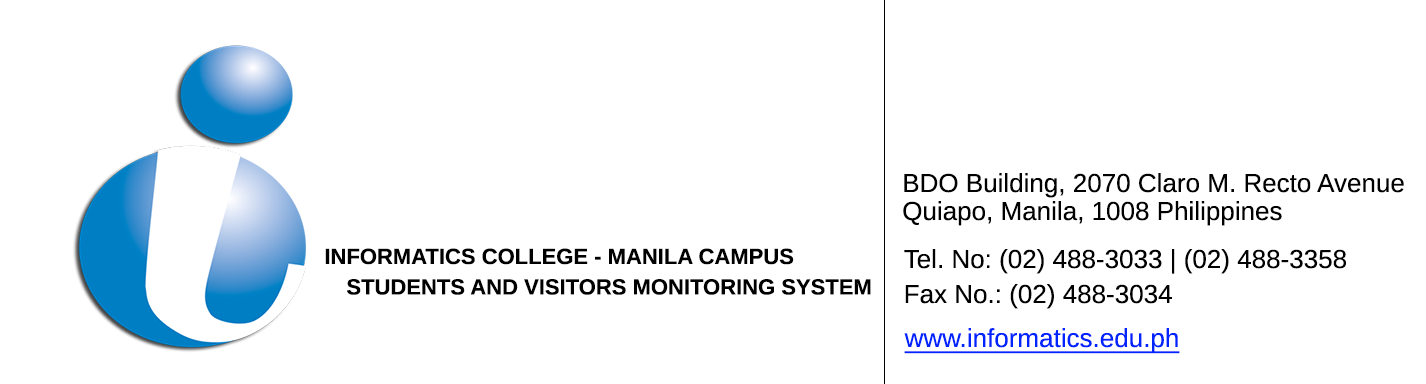 INFORMATICS COLLEGE - MANILA CAMPUS
STUDENTS AND VISITORS MONITORING SYSTEM
BDO Building, 2070 Claro M. Recto Avenue
Quiapo, Manila, 1008 Philippines
Tel. No: (02) 488-3033 | (02) 488-3358
Fax No.: (02) 488-3034
www.informatics.edu.ph